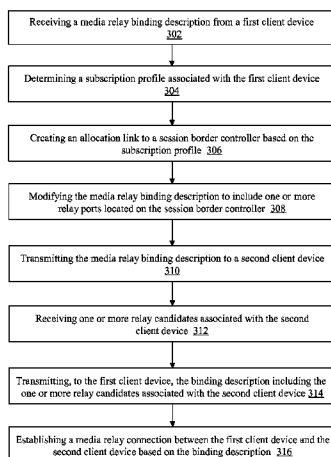 Receiving a media relay binding description from a first client device
302
Determining a subscription profile associated with the first client device
304
Creating an allocation link to a session border controller based on the
subscription profile 306
Modifying the media relay binding description to include one or more
relay ports located on the session border controller 308
Transmitting the media relay binding description to a second client device
310
Receiving one or more relay candidates associated with the second
client device 312
Transmitting, to the first client device, the binding description including the
one or more relay candidates associated with the second client device 314
Establishing a media relay connection between the first client device and the
second client device based on the binding description 316